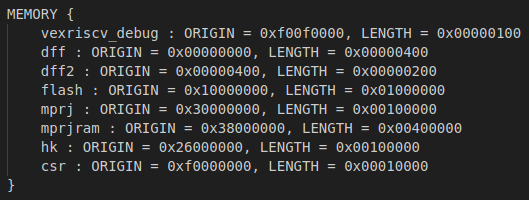 MEMORY {
    vexriscv_debug : ORIGIN = 0xf00f0000, LENGTH = 0x00000100
    dff : ORIGIN = 0x00000000, LENGTH = 0x00000400
    dff2 : ORIGIN = 0x00000400, LENGTH = 0x00000200
    flash : ORIGIN = 0x10000000, LENGTH = 0x01000000
    mprj : ORIGIN = 0x30000000, LENGTH = 0x00100000
    mprjram : ORIGIN = 0x38000000, LENGTH = 0x00400000
    hk : ORIGIN = 0x26000000, LENGTH = 0x00100000
    csr : ORIGIN = 0xf0000000, LENGTH = 0x00010000
}